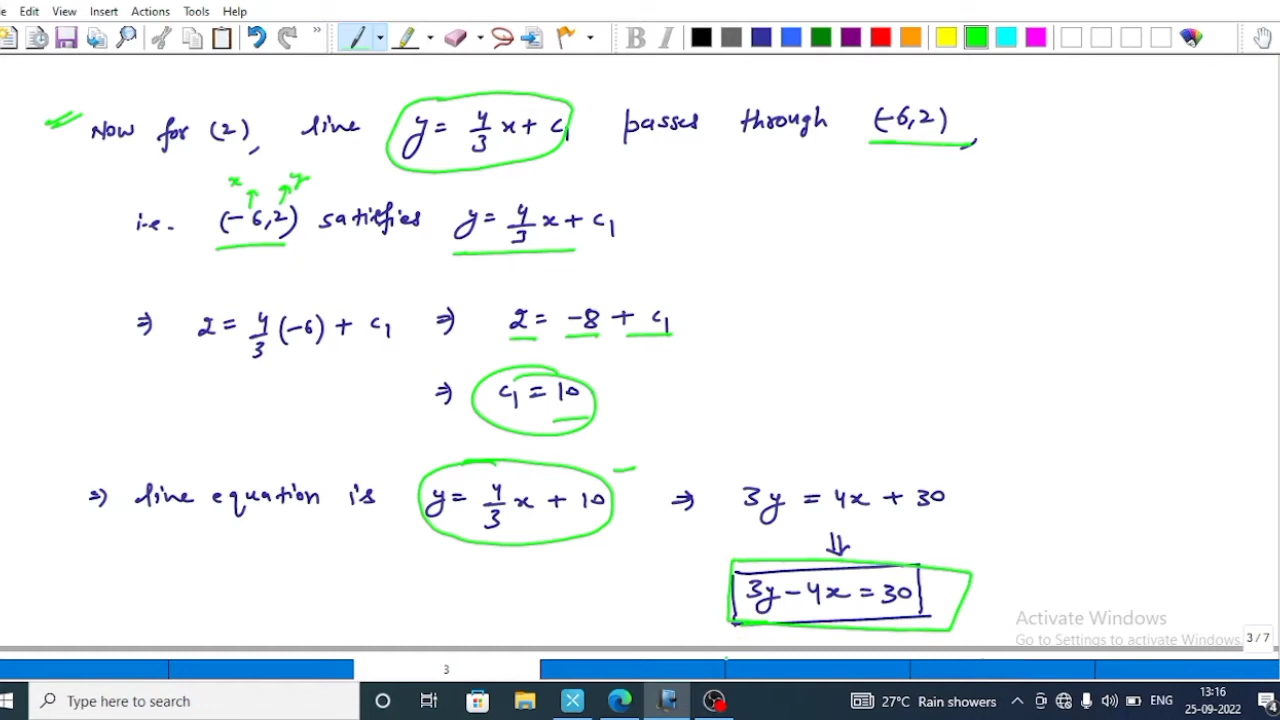 Edit View Insert Actions Tools Help
Now for (2), line y = 4/3 x + c₁ passes through (-6,2),
x y
i.e. (-6,2) satisfies y = 4/3 x + c₁
⇒ 2 = 4/3 (-6) + c₁ ⇒ 2 = -8 + c₁
⇒ c₁ = 10
⇒ line equation is y = 4/3 x + 10 ⇒ 3y = 4x + 30
⇓
3y - 4x = 30
Activate Windows
Go to Settings to activate Windows.
3 / 7
3
Type here to search
27°C Rain showers
ENG
13:16
25-09-2022
4